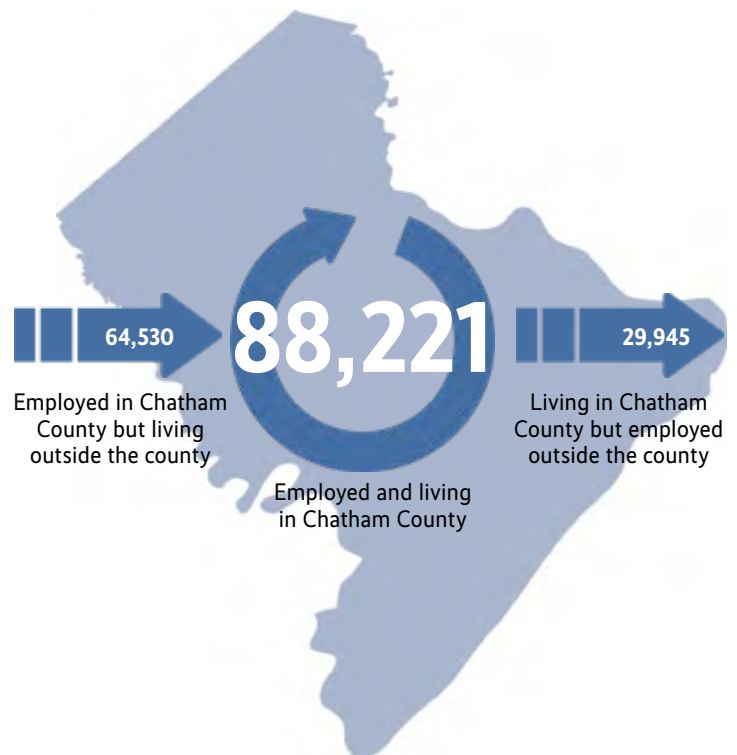 64,530
Employed in Chatham
County but living
outside the county
88,221
Employed and living
in Chatham County
29,945
Living in Chatham
County but employed
outside the county